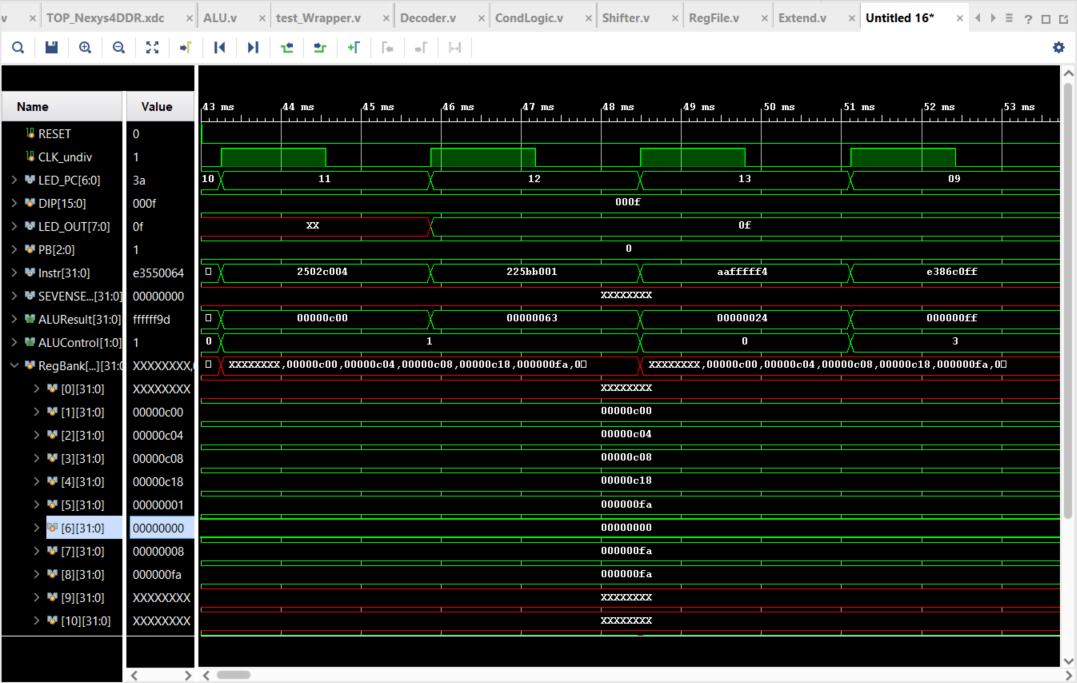 v TOP_Nexys4DDR.xdc ALU.v test_Wrapper.v Decoder.v CondLogic.v Shifter.v RegFile.v Extend.v Untitled 16*
Name Value
43 ms 44 ms 45 ms 46 ms 47 ms 48 ms 49 ms 50 ms 51 ms 52 ms 53 ms
RESET 0
CLK_undiv 1
LED_PC[6:0] 3a 10 11 12 13 09
DIP[15:0] 000f 000f
LED_OUT[7:0] 0f XX 0f
PB[2:0] 1 0
Instr[31:0] e3550064 2502c004 225bb001 aafffff4 e386c0ff
SEVENSE...[31:0] 00000000 XXXXXXXX
ALUResult[31:0] ffffff9d 00000c00 00000063 00000024 000000ff
ALUControl[1:0] 1 0 1 0 3
RegBank[...][31:0 XXXXXXXX, XXXXXXXX,00000c00,00000c04,00000c08,00000c18,000000fa,0 XXXXXXXX,00000c00,00000c04,00000c08,00000c18,000000fa,0
[0][31:0] XXXXXXXX XXXXXXXX
[1][31:0] 00000c00 00000c00
[2][31:0] 00000c04 00000c04
[3][31:0] 00000c08 00000c08
[4][31:0] 00000c18 00000c18
[5][31:0] 00000001 000000fa
[6][31:0] 00000000 00000000
[7][31:0] 00000008 000000fa
[8][31:0] 000000fa 000000fa
[9][31:0] XXXXXXXX XXXXXXXX
[10][31:0] XXXXXXXX XXXXXXXX